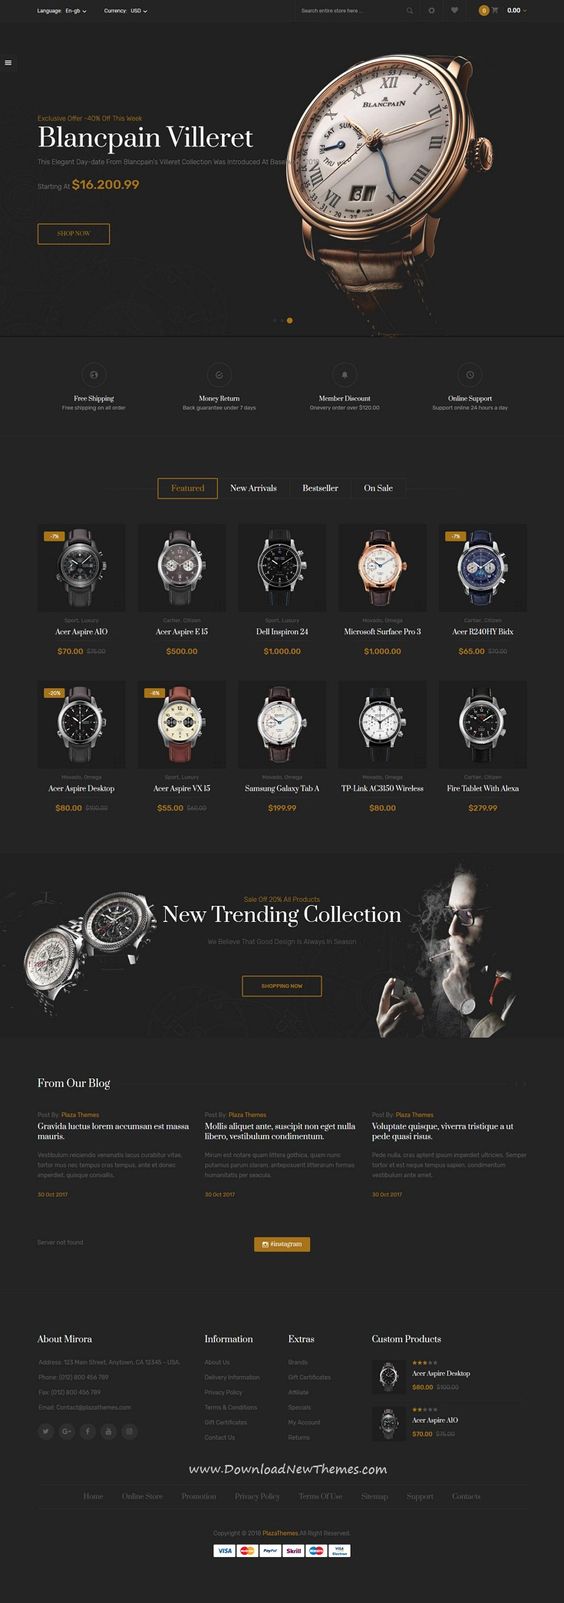 Language: En-gb
Currency: USD
Search entire store here ...
0
0.00
Exclusive Offer -40% Off This Week
Blancpain Villeret
This Elegant Day-date From Blancpain's Villeret Collection Was Introduced At
Starting At $16.200.99
SHOP NOW
BLANCPAIN
Free Shipping
Free shipping on all order
Money Return
Back guarantee under 7 days
Member Discount
Onevery order over $120.00
Online Support
Support online 24 hours a day
Featured
New Arrivals
Bestseller
On Sale
-7%
-7%
Sport, Luxury
Cartier, Citizen
Sport, Luxury
Movado, Omega
Cartier, Citizen
Acer Aspire AIO
Acer Aspire E 15
Dell Inspiron 24
Microsoft Surface Pro 3
Acer R240HY Bidx
$70.00 $75.00
$500.00
$1,000.00
$1,000.00
$65.00 $70.00
-20%
-8%
Movado, Omega
Sport, Luxury
Movado, Omega
Movado, Omega
Cartier, Citizen
Acer Aspire Desktop
Acer Aspire VX 15
Samsung Galaxy Tab A
TP-Link AC3150 Wireless
Fire Tablet With Alexa
$80.00 $100.00
$55.00 $60.00
$199.99
$80.00
$279.99
Sale Off 20% All Products
New Trending Collection
We Believe That Good Design Is Always In Season
SHOPPING NOW
From Our Blog
Post By: Plaza Themes
Gravida luctus lorem accumsan est massa
mauris.
Vestibulum reiciendis venenatis lacus curabitur vitae,
tortor mus nec tempus cras tempus, ante et donec
imperdiet, quisque convallis.
30 Oct 2017
Post By: Plaza Themes
Mollis aliquet ante, suscipit non eget nulla
libero, vestibulum condimentum.
Mirum est notare quam littera gothica, quam nunc
putamus parum claram, anteposuerit litterarum formas
humanitatis per seacula.
30 Oct 2017
Post By: Plaza Themes
Voluptate quisque, viverra tristique a ut
pede quasi risus.
Pede nulla, cras aptent ipsum imperdiet ultricies. Semper
tortor et est neque tempus sapien, condimentum
vestibulum ante amet.
30 Oct 2017
Server not found
#instagram
About Mirora
Address: 123 Main Street, Anytown, CA 12345 - USA.
Phone: (012) 800 456 789
Fax: (012) 800 456 789
Email: Contact@plazathemes.com
Information
About Us
Delivery Information
Privacy Policy
Terms & Conditions
Gift Certificates
Contact Us
Extras
Brands
Gift Certificates
Affiliate
Specials
My Account
Returns
Custom Products
Acer Aspire Desktop
$80.00 $100.00
Acer Aspire AIO
$70.00 $75.00
www.DownloadNewThemes.com
Home
Online Store
Promotion
Privacy Policy
Terms Of Use
Sitemap
Support
Contacts
Copyright © 2018 PlazaThemes.All Right Reserved.
VISA
PayPal
Skrill
VISA